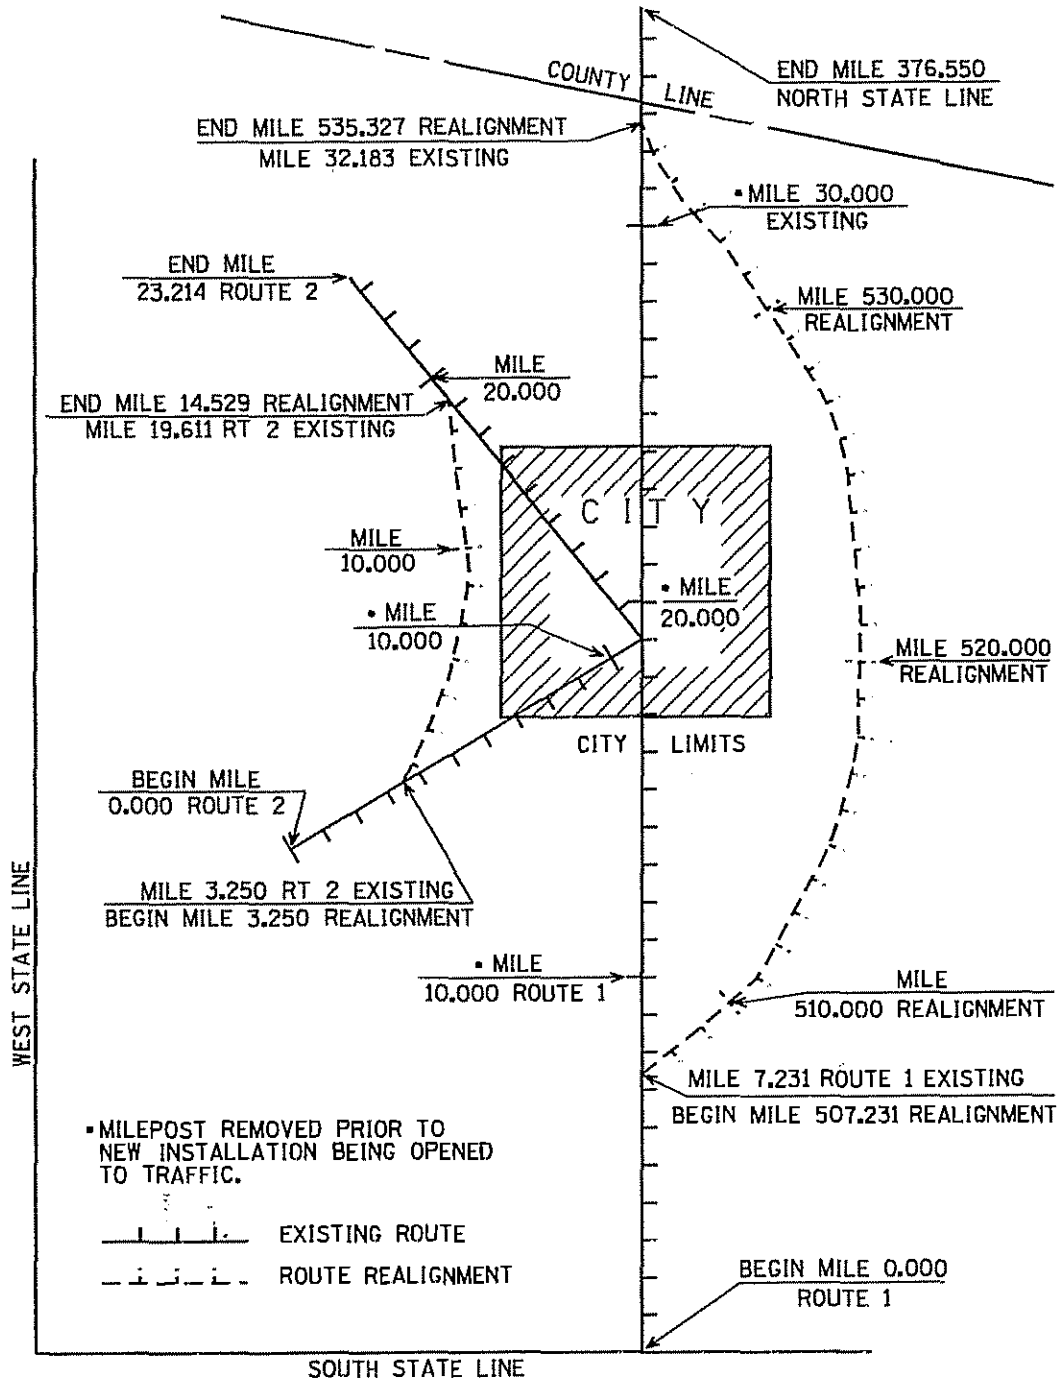 END MILE 376.550
NORTH STATE LINE
COUNTY LINE
END MILE 535.327 REALIGNMENT
MILE 32.183 EXISTING
▪MILE 30.000
EXISTING
END MILE
23.214 ROUTE 2
MILE 530.000
REALIGNMENT
MILE
20.000
END MILE 14.529 REALIGNMENT
MILE 19.611 RT 2 EXISTING
CITY
MILE
10.000
▪MILE
20.000
▪MILE
10.000
MILE 520.000
REALIGNMENT
CITY LIMITS
BEGIN MILE
0.000 ROUTE 2
MILE 3.250 RT 2 EXISTING
BEGIN MILE 3.250 REALIGNMENT
WEST STATE LINE
▪MILE
10.000 ROUTE 1
MILE
510.000 REALIGNMENT
MILE 7.231 ROUTE 1 EXISTING
BEGIN MILE 507.231 REALIGNMENT
▪MILEPOST REMOVED PRIOR TO
NEW INSTALLATION BEING OPENED
TO TRAFFIC.
EXISTING ROUTE
ROUTE REALIGNMENT
BEGIN MILE 0.000
ROUTE 1
SOUTH STATE LINE